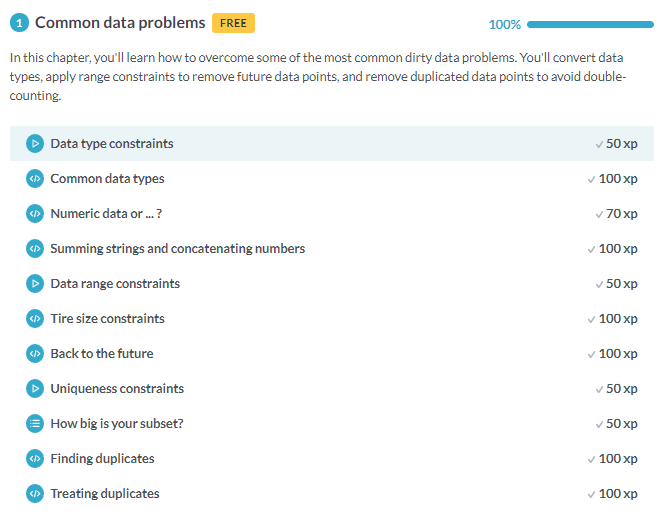 1 Common data problems FREE 100%
In this chapter, you'll learn how to overcome some of the most common dirty data problems. You'll convert data
types, apply range constraints to remove future data points, and remove duplicated data points to avoid double-
counting.
Data type constraints 50 xp
Common data types 100 xp
Numeric data or ... ? 70 xp
Summing strings and concatenating numbers 100 xp
Data range constraints 50 xp
Tire size constraints 100 xp
Back to the future 100 xp
Uniqueness constraints 50 xp
How big is your subset? 50 xp
Finding duplicates 100 xp
Treating duplicates 100 xp